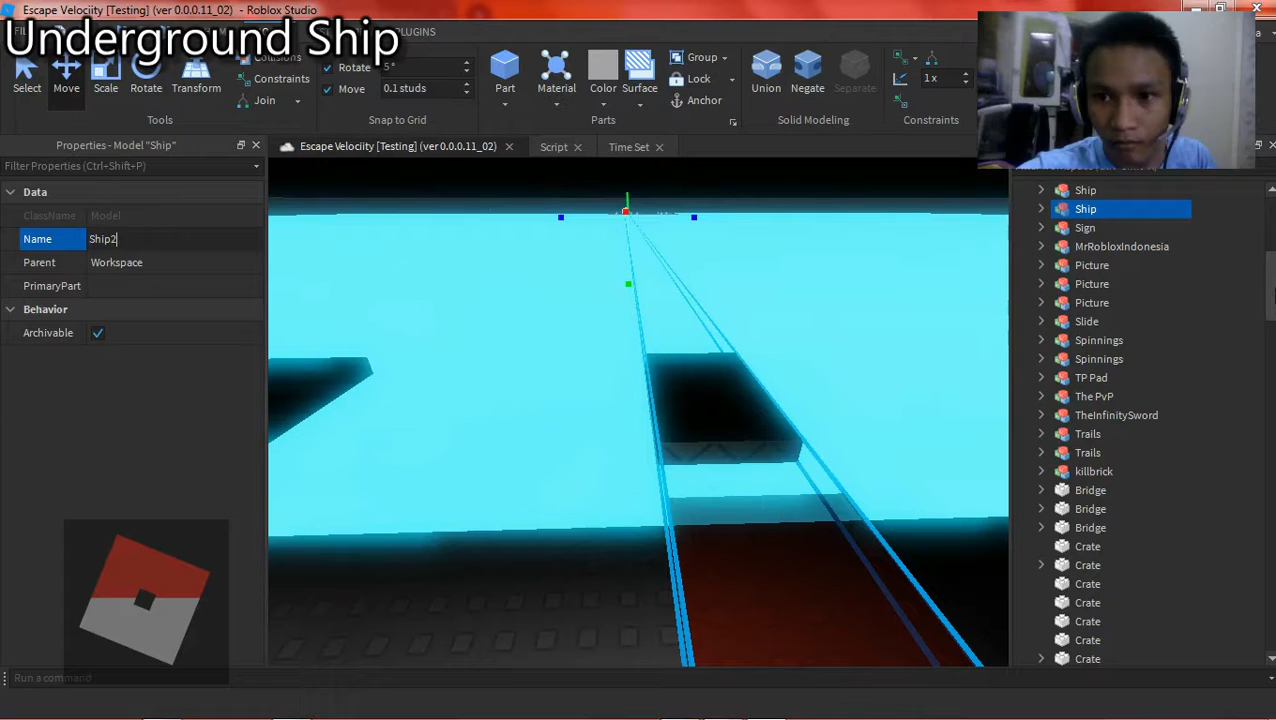 Escape Velociiy [Testing] (ver 0.0.0.11_02) - Roblox Studio
Underground Ship
PLUGINS
Select
Move
Scale
Rotate
Transform
Collisions
Constraints
Join
Tools
Rotate
5 °
Move
0.1 studs
Snap to Grid
Part
Material
Color
Surface
Group
Lock
Anchor
Parts
Union
Negate
Separate
Solid Modeling
1 x
Constraints
Properties - Model "Ship"
Escape Velociiy [Testing] (ver 0.0.0.11_02)
Script
Time Set
Filter Properties (Ctrl+Shift+P)
Data
ClassName Model
Name Ship2
Parent Workspace
PrimaryPart
Behavior
Archivable
Ship
Ship
Sign
MrRobloxIndonesia
Picture
Picture
Picture
Slide
Spinnings
Spinnings
TP Pad
The PvP
TheInfinitySword
Trails
Trails
killbrick
Bridge
Bridge
Bridge
Crate
Crate
Crate
Crate
Crate
Crate
Crate
Run a command